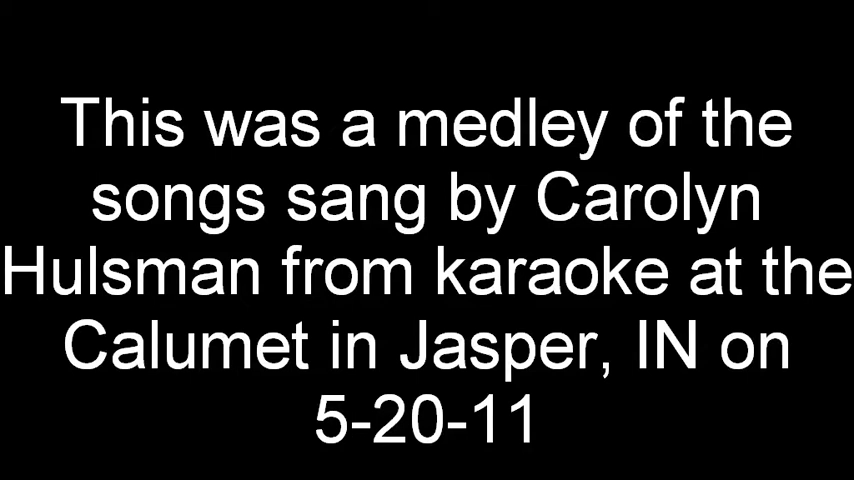 This was a medley of the
songs sang by Carolyn
Hulsman from karaoke at the
Calumet in Jasper, IN on
5-20-11